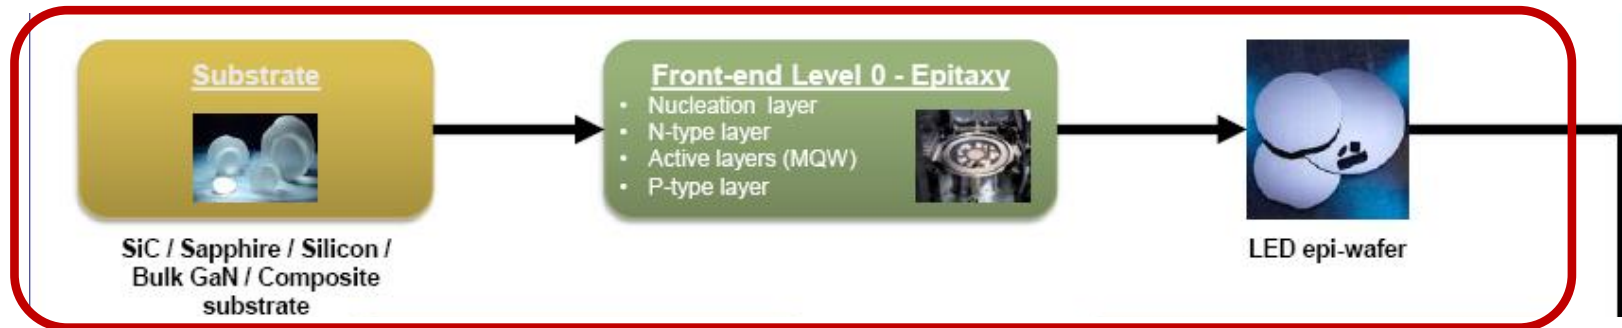 Substrate
SiC / Sapphire / Silicon /
Bulk GaN / Composite
substrate
Front-end Level 0 - Epitaxy
• Nucleation layer
• N-type layer
• Active layers (MQW)
• P-type layer
LED epi-wafer